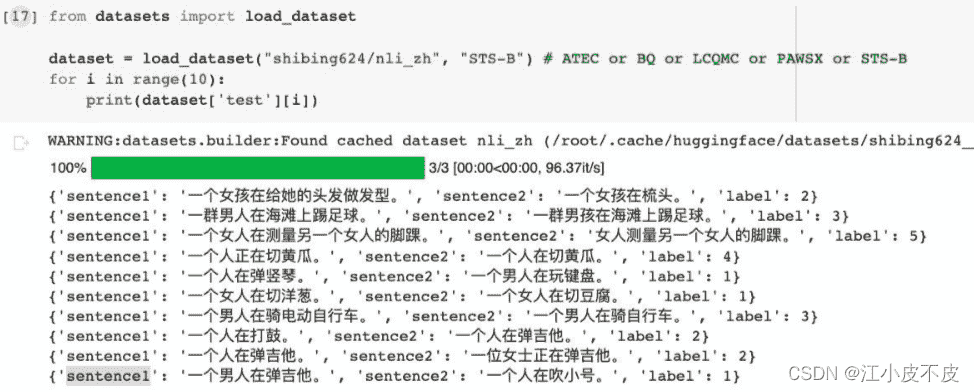 [17] from datasets import load_dataset
dataset = load_dataset("shibing624/nli_zh", "STS-B") # ATEC or BQ or LCQMC or PAWSX or STS-B
for i in range(10):
    print(dataset['test'][i])
WARNING:datasets.builder:Found cached dataset nli_zh (/root/.cache/huggingface/datasets/shibing624_
100% 3/3 [00:00<00:00, 96.37it/s]
{'sentence1': '一个女孩在给她的头发做发型。', 'sentence2': '一个女孩在梳头。', 'label': 2}
{'sentence1': '一群男人在海滩上踢足球。', 'sentence2': '一群男孩在海滩上踢足球。', 'label': 3}
{'sentence1': '一个女人在测量另一个女人的脚踝。', 'sentence2': '女人测量另一个女人的脚踝。', 'label': 5}
{'sentence1': '一个人正在切黄瓜。', 'sentence2': '一个人在切黄瓜。', 'label': 4}
{'sentence1': '一个人在弹竖琴。', 'sentence2': '一个男人在玩键盘。', 'label': 1}
{'sentence1': '一个女人在切洋葱。', 'sentence2': '一个女人在切豆腐。', 'label': 1}
{'sentence1': '一个男人在骑电动自行车。', 'sentence2': '一个男人在骑自行车。', 'label': 3}
{'sentence1': '一个人在打鼓。', 'sentence2': '一个人在弹吉他。', 'label': 2}
{'sentence1': '一个人在弹吉他。', 'sentence2': '一位女士正在弹吉他。', 'label': 2}
{'sentence1': '一个男人在弹吉他。', 'sentence2': '一个人在吹小号。', 'label': 1}
CSDN @江小皮不皮